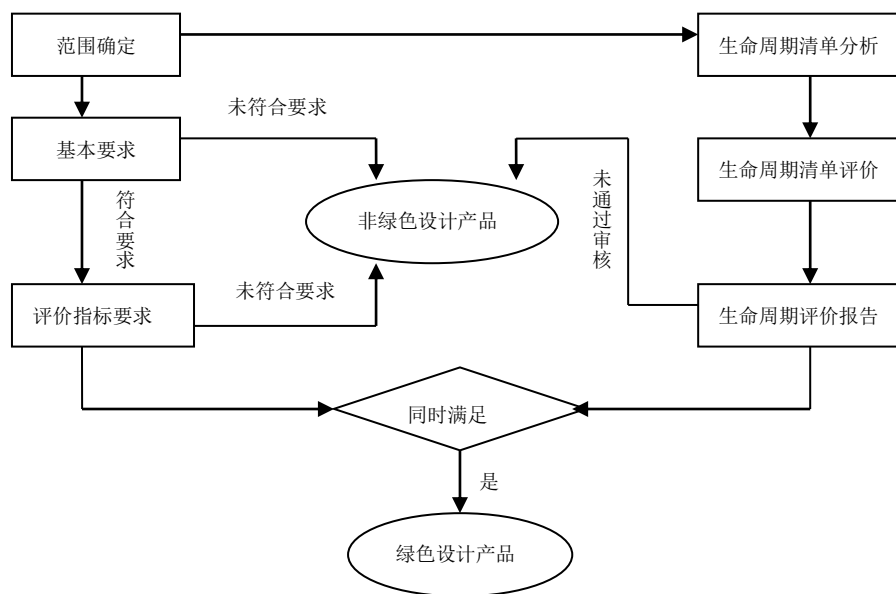 范围确定
生命周期清单分析
未符合要求
基本要求
生命周期清单评价
符合要求
非绿色设计产品
未通过审核
未符合要求
评价指标要求
生命周期评价报告
同时满足
是
绿色设计产品